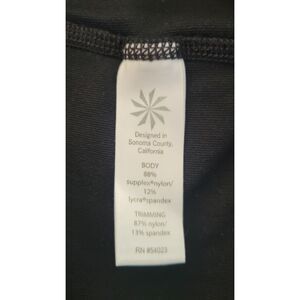 Designed in
Sonoma County,
California
BODY
88%
supplex®nylon/
12%
lycra®spandex
TRIMMING
87% nylon/
13% spandex
RN #54023